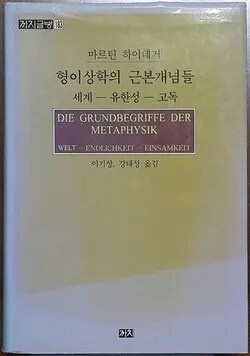 까치글방 183
마르틴 하이데거
형이상학의 근본개념들
세계 — 유한성 — 고독
DIE GRUNDBEGRIFFE DER
METAPHYSIK
WELT — ENDLICHKEIT — EINSAMKEIT
이기상, 강태성 옮김
까치